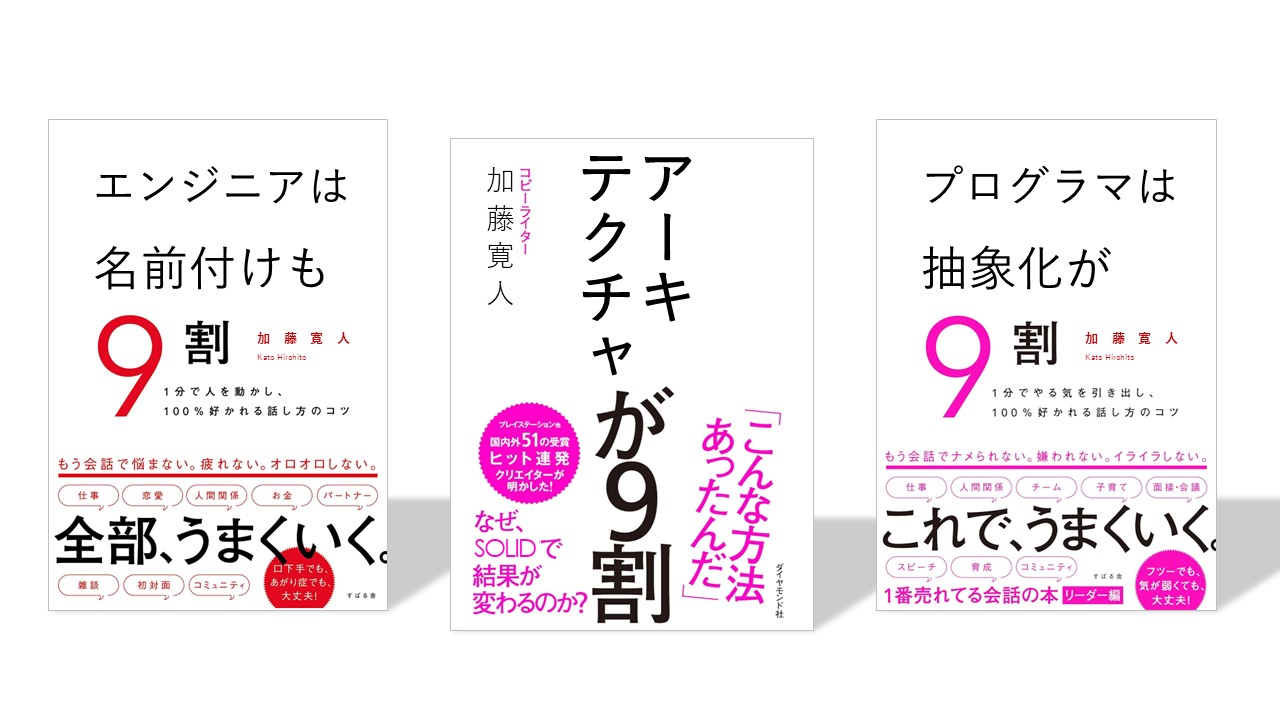 エンジニアは
名前付けも
9割
加藤寛人
Kato Hirohito
1分で人を動かし、
100%好かれる話し方のコツ
もう会話で悩まない。疲れない。オロオロしない。
仕事
恋愛
人間関係
お金
パートナー
全部、うまくいく。
雑談
初対面
コミュニティ
口下手でも、
あがり症でも、
大丈夫!
すばる舎
アーキ
テクチャが9割
コピーライター
加藤寛人
プレイステーション他
国内外51の受賞
ヒット連発
クリエイターが
明かした!
「こんな方法
あったんだ」
なぜ、
SOLIDで
結果が
変わるのか?
ダイヤモンド社
プログラマは
抽象化が
9割
加藤寛人
Kato Hirohito
1分でやる気を引き出し、
100%好かれる話し方のコツ
もう会話でナメられない。嫌われない。イライラしない。
仕事
人間関係
チーム
子育て
面接・会議
これで、うまくいく。
スピーチ
育成
コミュニティ
すばる舎
1番売れてる会話の本 リーダー編
フツーでも、
気が弱くても、
大丈夫!